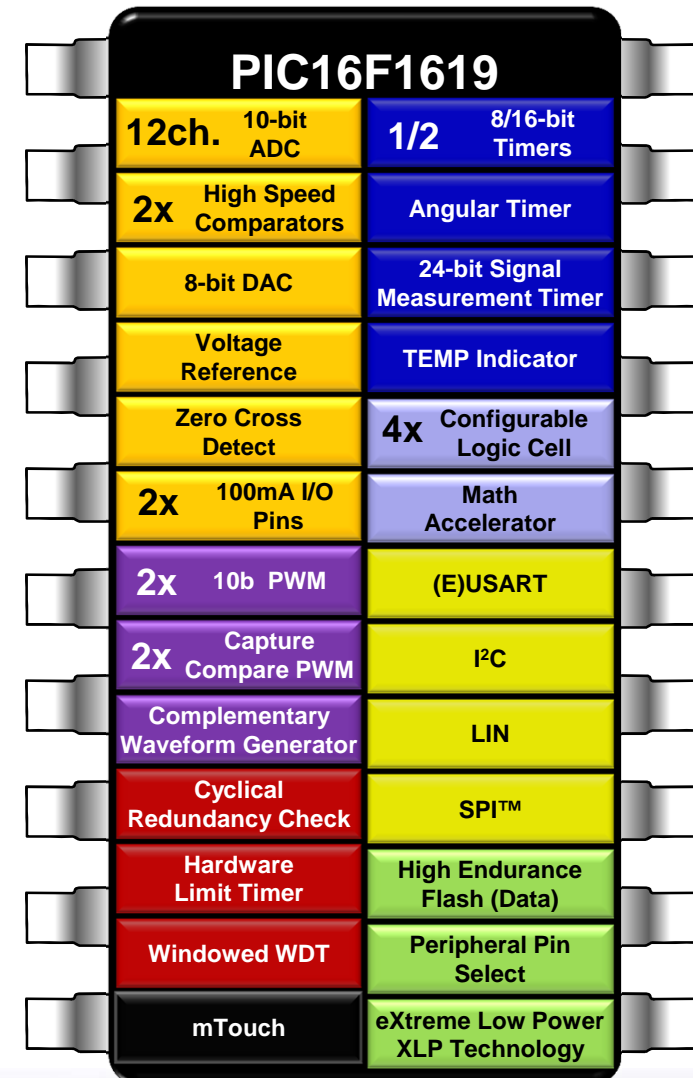 PIC16F1619
12ch. 10-bit
ADC
1/2 8/16-bit
Timers
2x High Speed
Comparators
Angular Timer
8-bit DAC
24-bit Signal
Measurement Timer
Voltage
Reference
TEMP Indicator
Zero Cross
Detect
4x Configurable
Logic Cell
2x 100mA I/O
Pins
Math
Accelerator
2x 10b PWM
(E)USART
2x Capture
Compare PWM
I²C
Complementary
Waveform Generator
LIN
Cyclical
Redundancy Check
SPI™
Hardware
Limit Timer
High Endurance
Flash (Data)
Windowed WDT
Peripheral Pin
Select
mTouch
eXtreme Low Power
XLP Technology